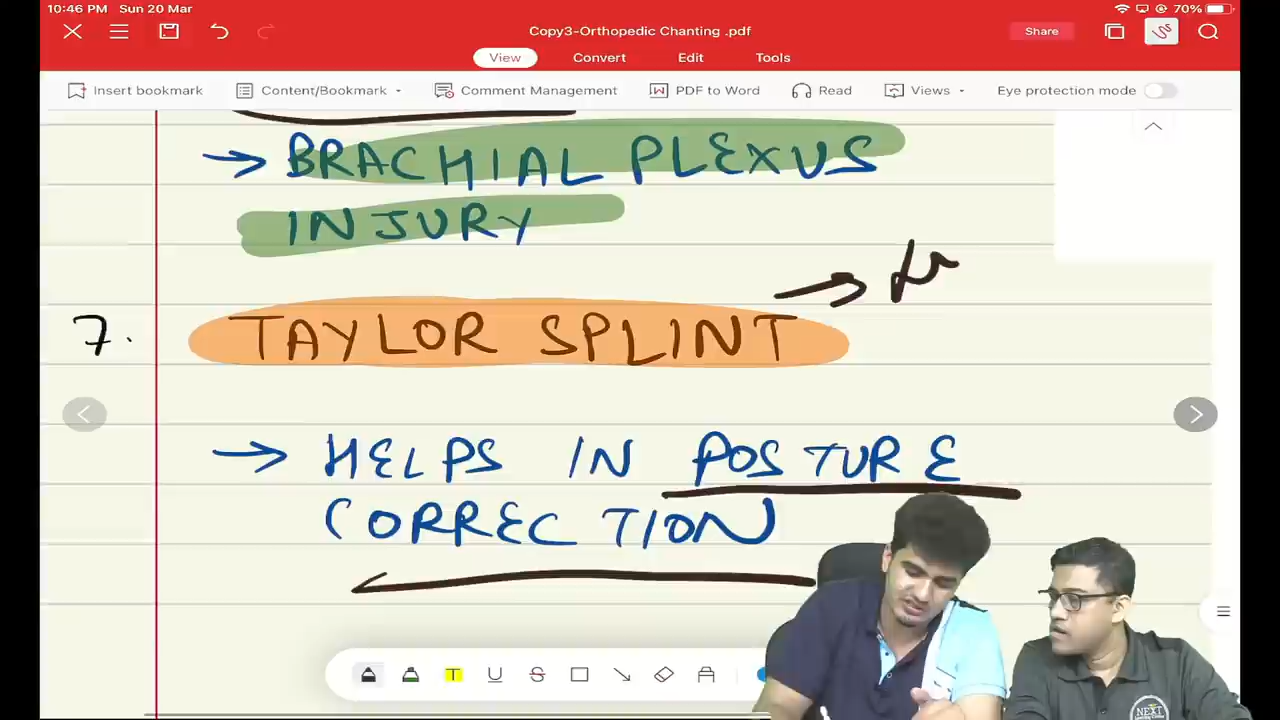 10:46 PM Sun 20 Mar
70%
Copy3-Orthopedic Chanting .pdf
Share
View Convert Edit Tools
Insert bookmark Content/Bookmark Comment Management PDF to Word Read Views Eye protection mode
→ BRACHIAL PLEXUS
INJURY
7. TAYLOR SPLINT →
→ HELPS IN POSTURE
CORRECTION
T U S
NEXT